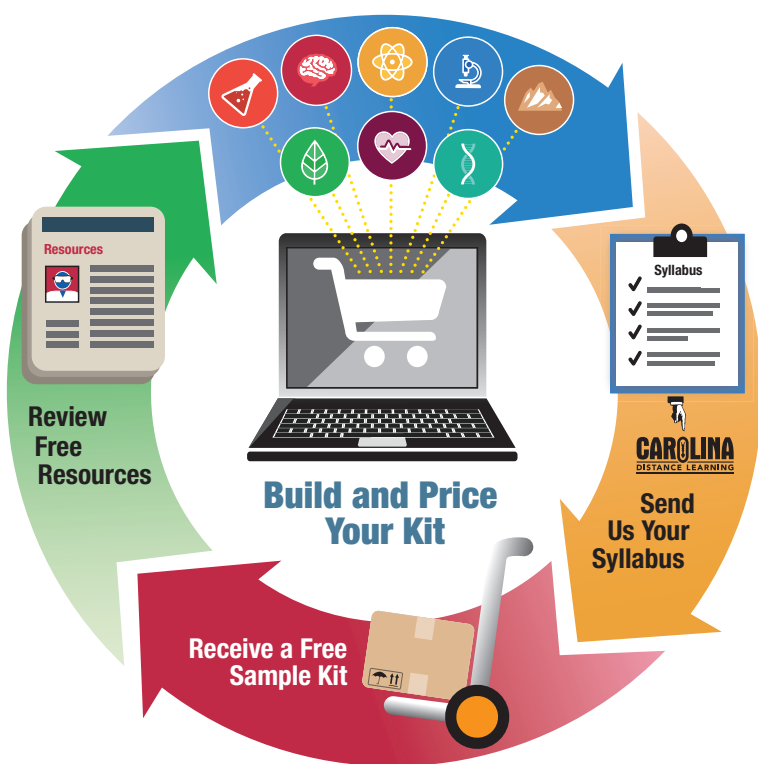 Resources
Syllabus
CAROLINA
DISTANCE LEARNING
Review
Free
Resources
Build and Price
Your Kit
Send
Us Your
Syllabus
Receive a Free
Sample Kit